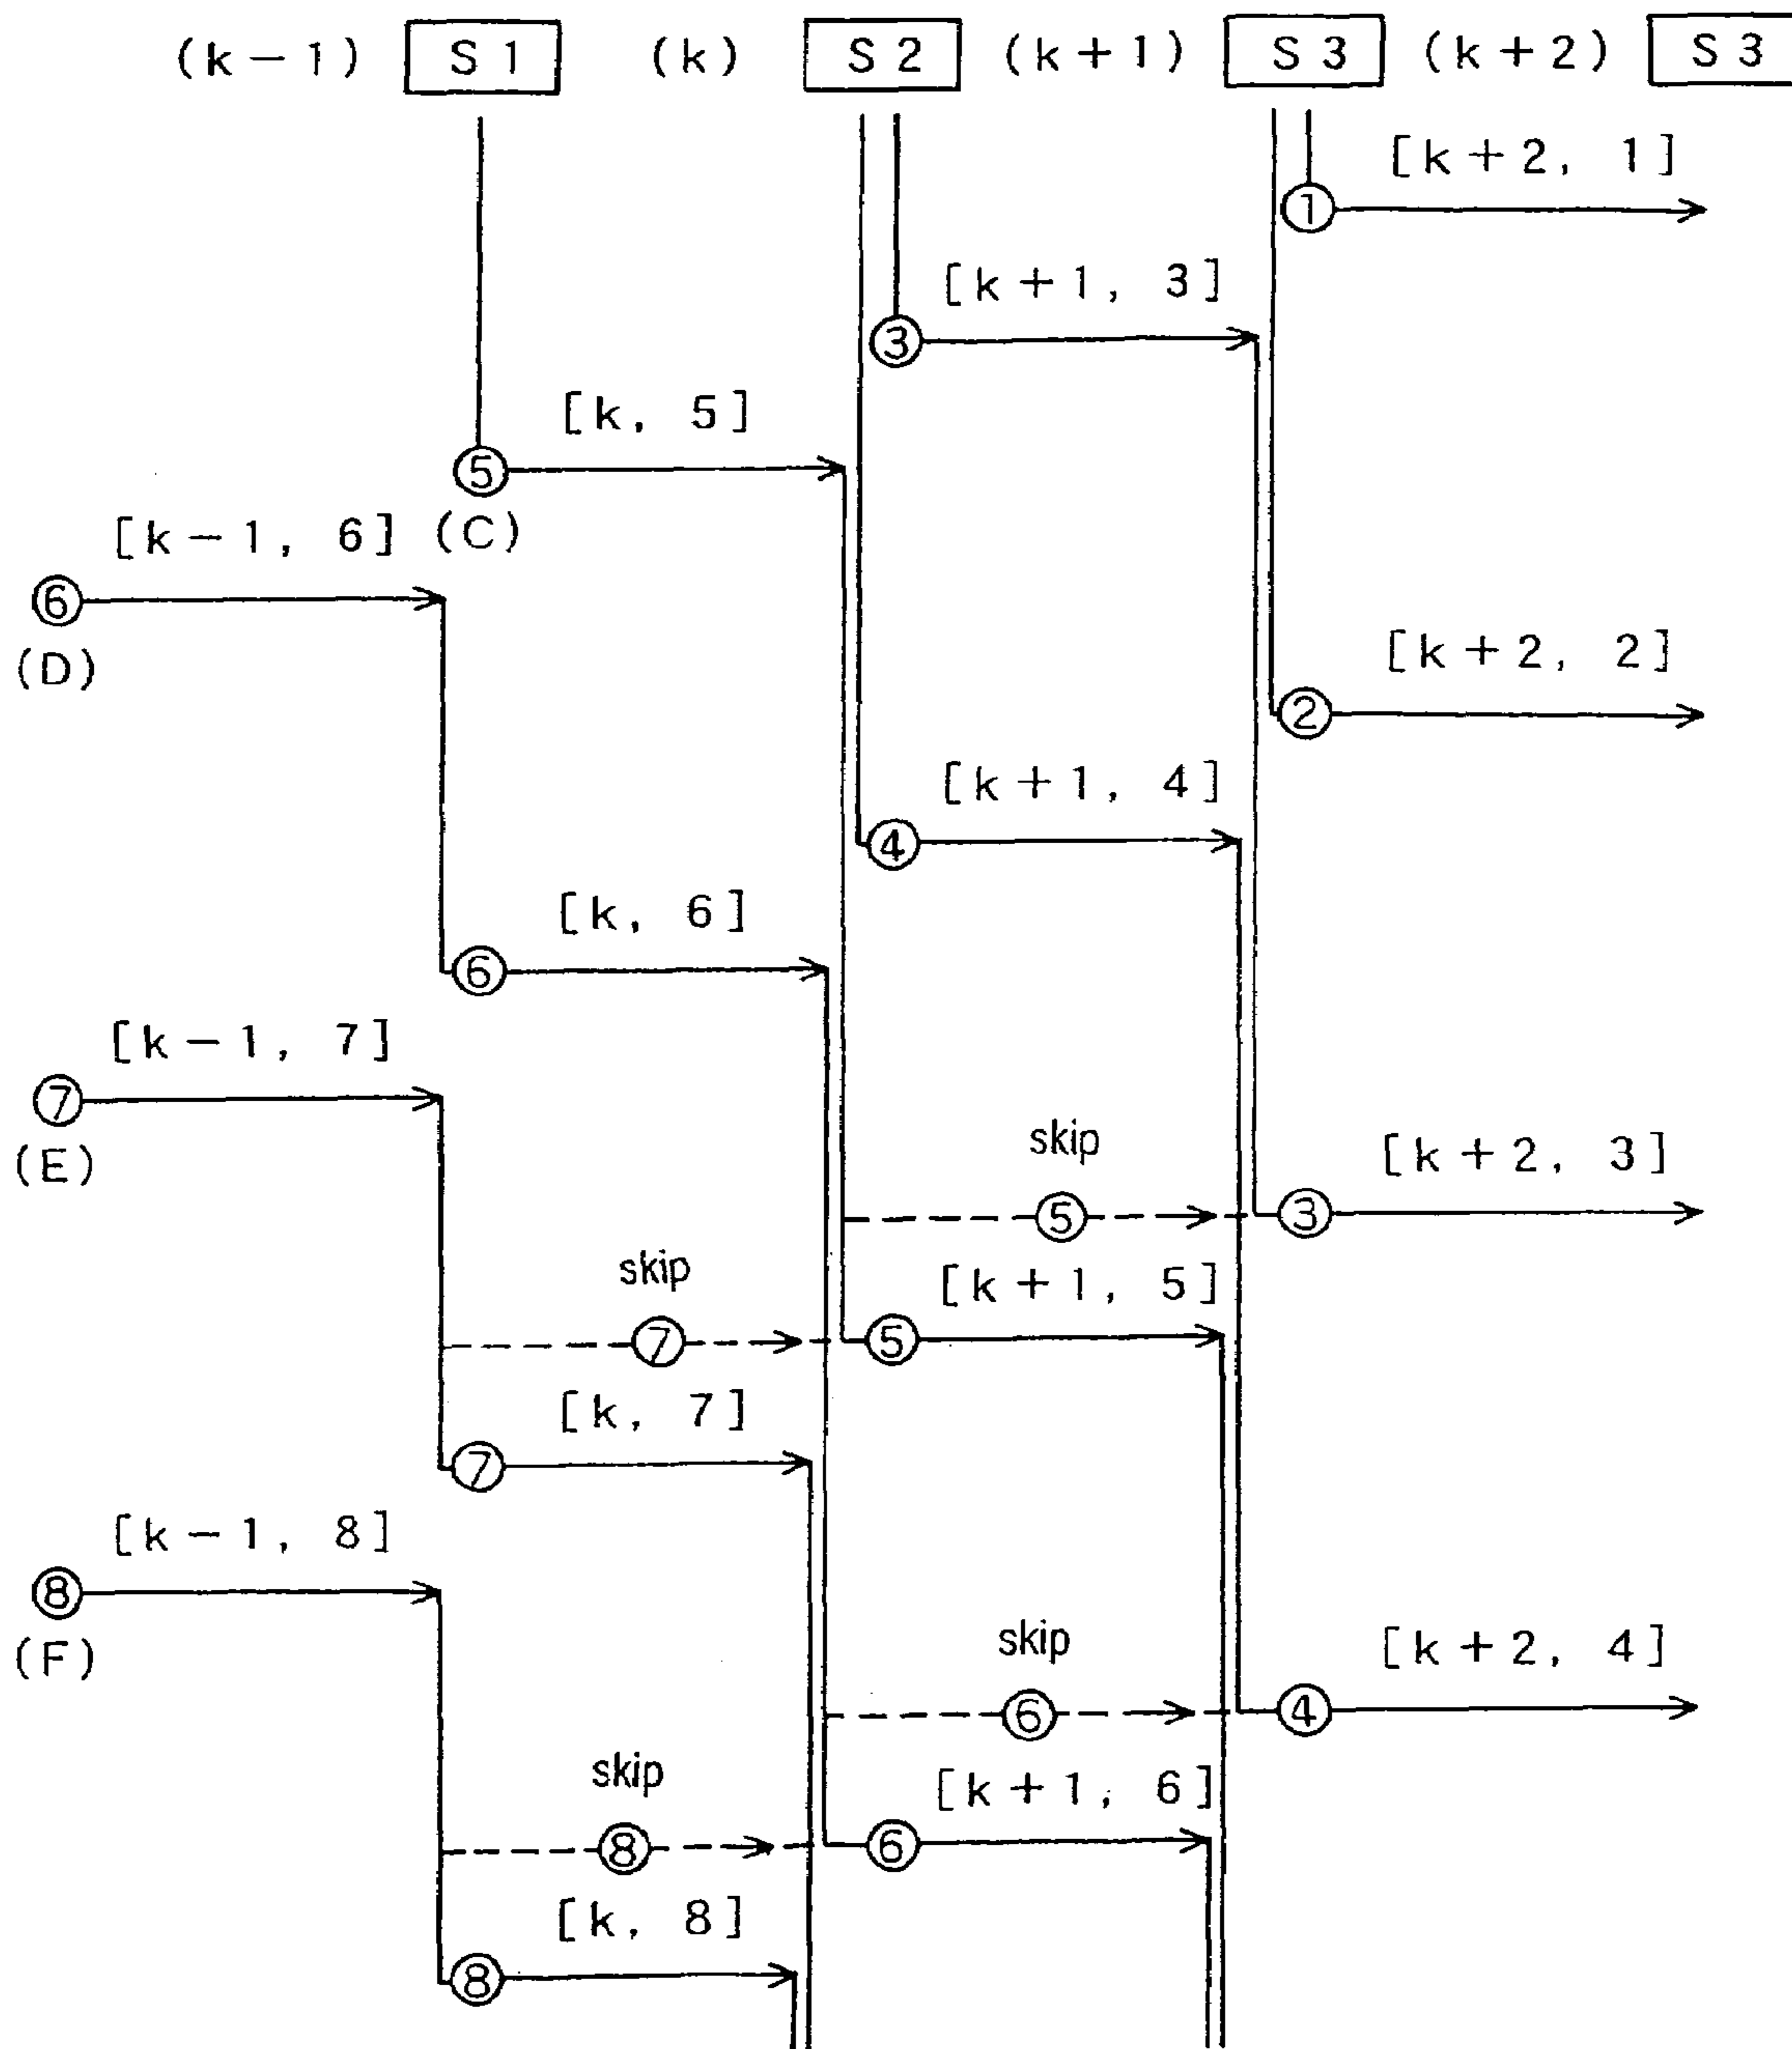 (k-1) S1 (k) S2 (k+1) S3 (k+2) S3
[k+2, 1]
①
[k+1, 3]
③
[k, 5]
⑤
[k-1, 6] (C)
⑥
(D)
[k+2, 2]
②
[k+1, 4]
④
[k, 6]
⑥
[k-1, 7]
⑦
(E)
skip
[k+2, 3]
⑤ ③
skip
[k+1, 5]
⑦ ⑤
[k, 7]
⑦
[k-1, 8]
⑧
(F)
skip
[k+2, 4]
⑥ ④
skip
[k+1, 6]
⑧ ⑥
[k, 8]
⑧